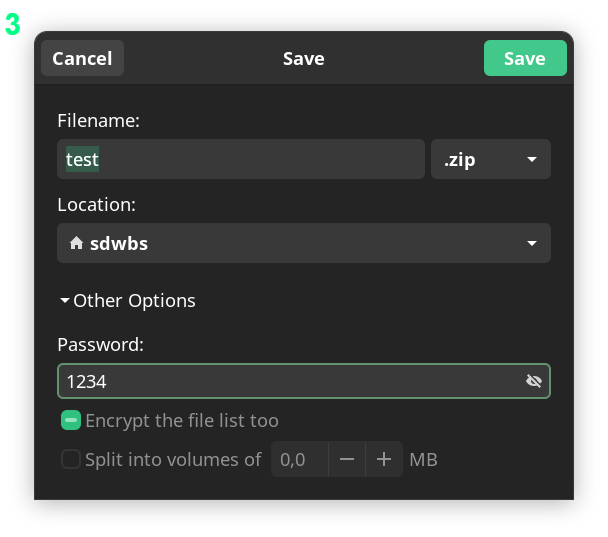 3
Cancel Save Save
Filename:
test .zip
Location:
sdwbs
Other Options
Password:
1234
Encrypt the file list too
Split into volumes of 0,0 MB